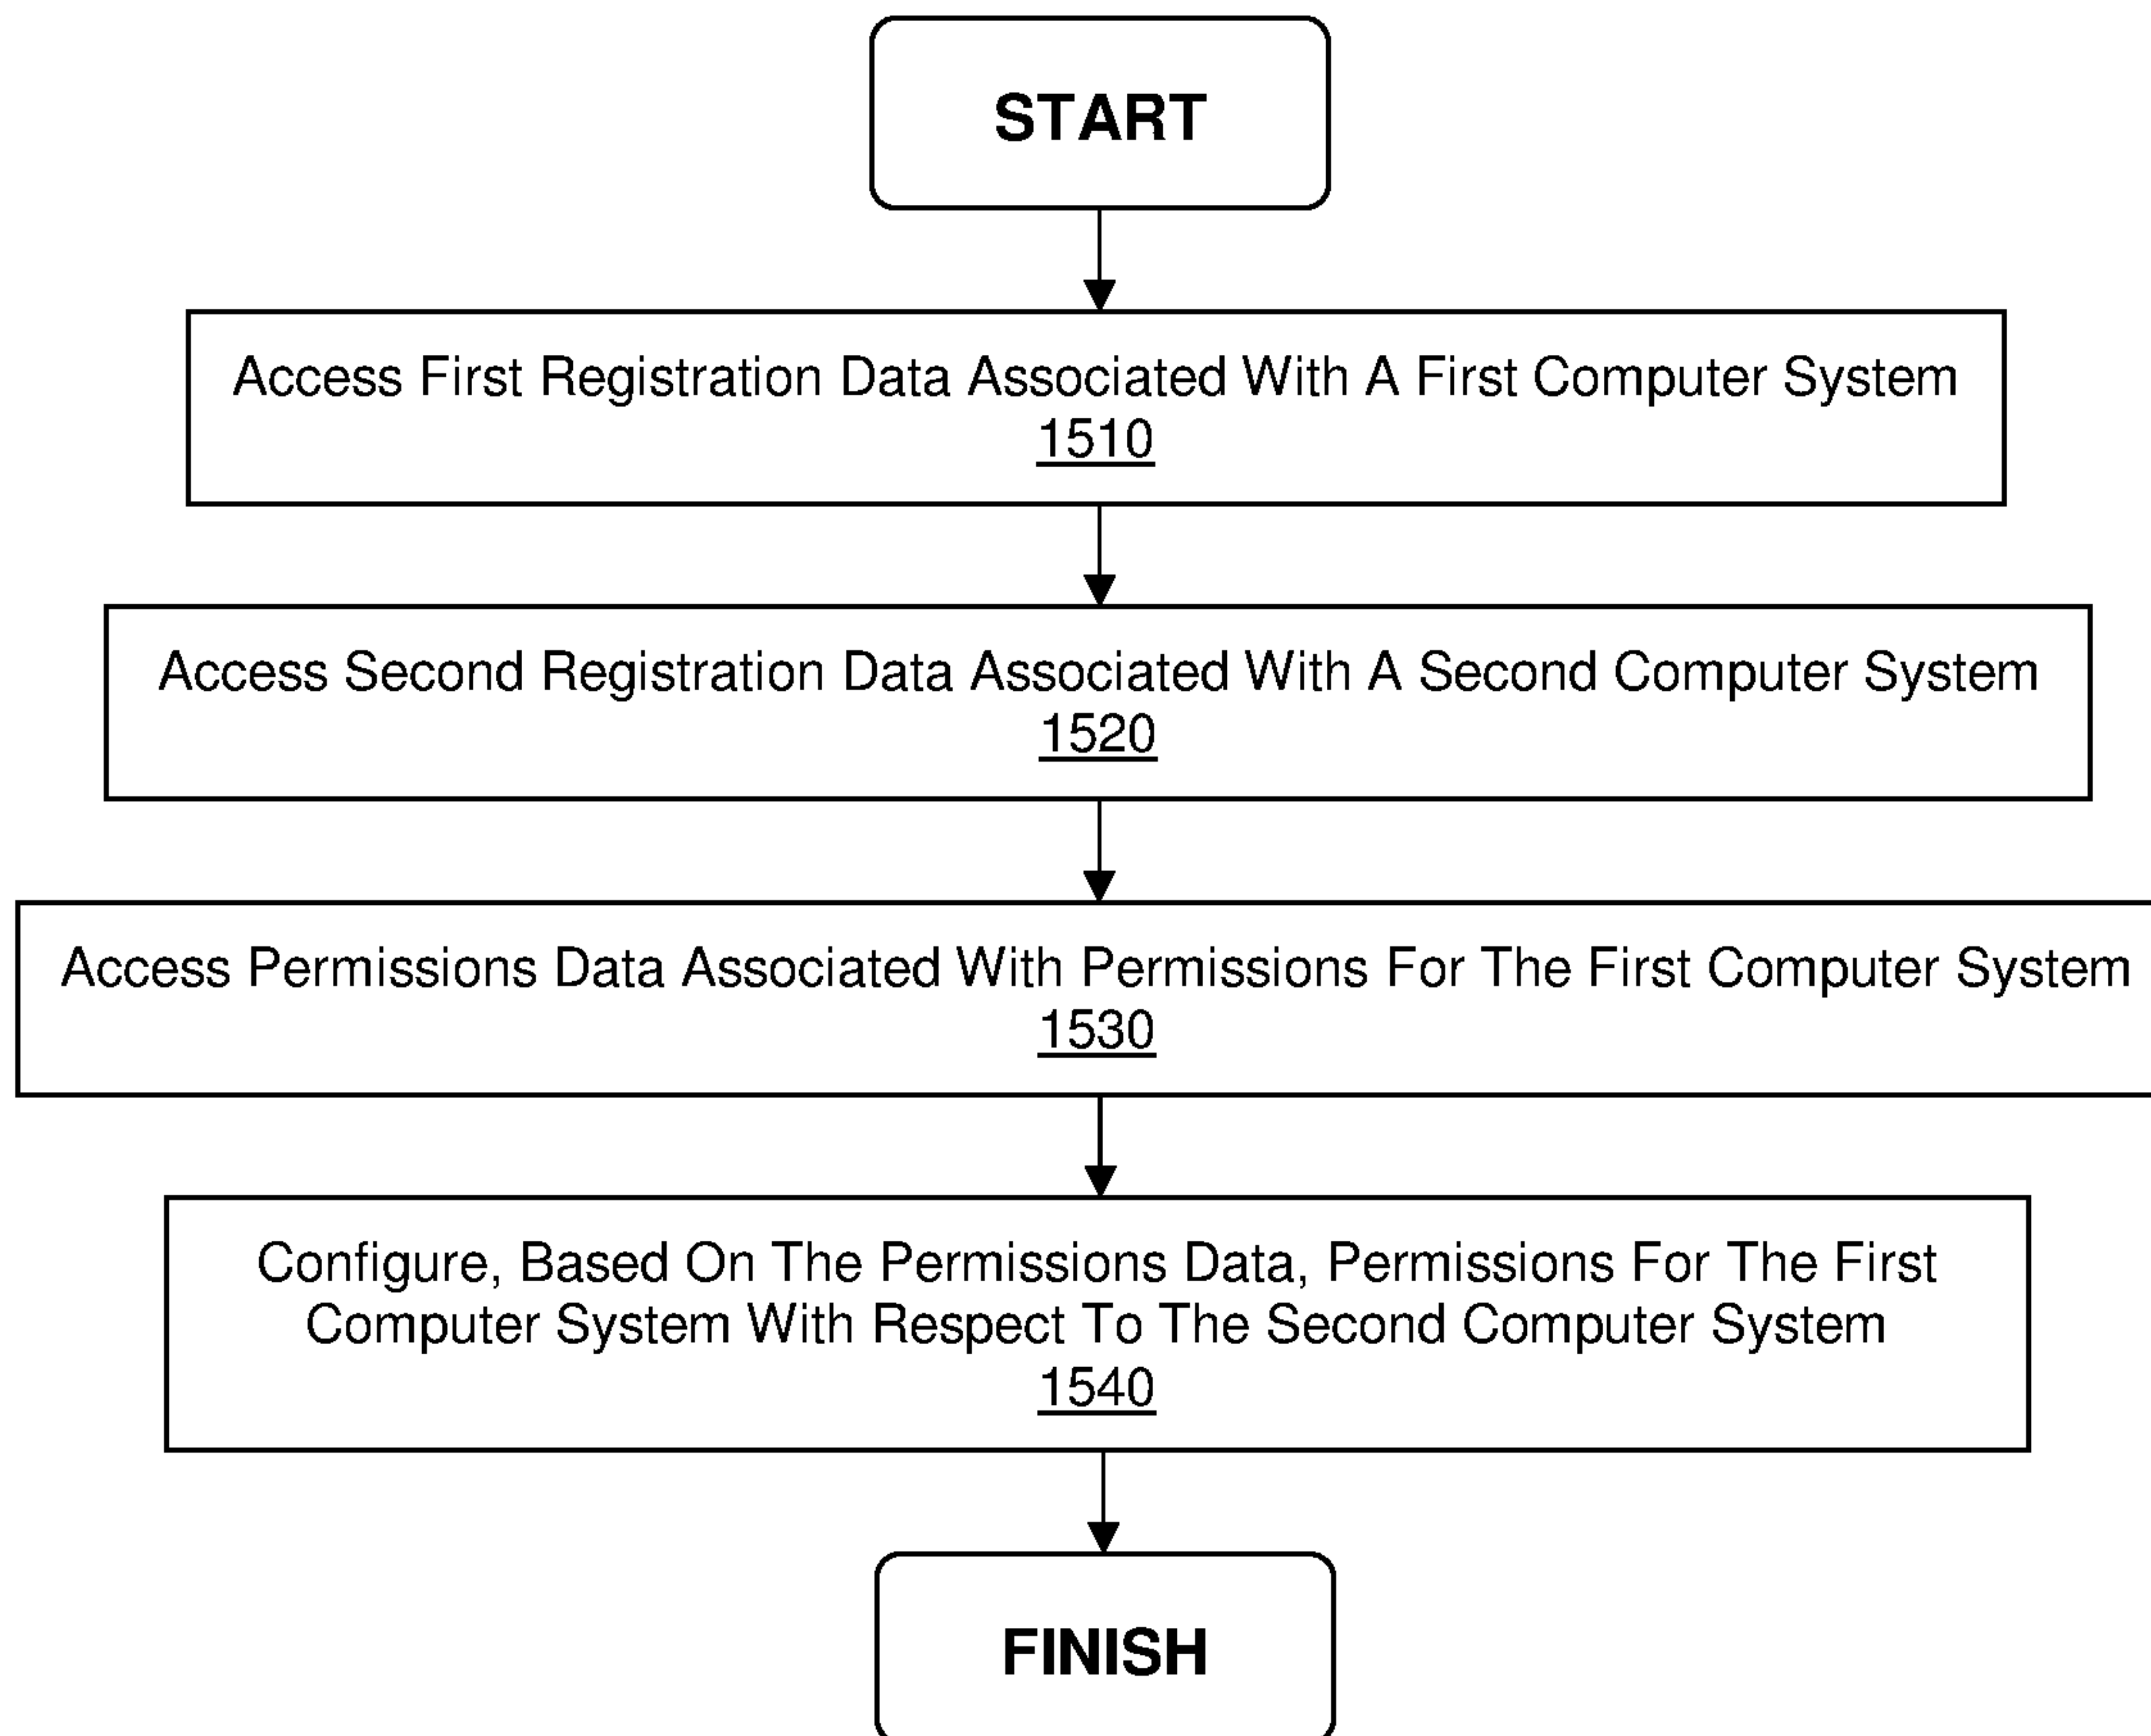 START
Access First Registration Data Associated With A First Computer System
1510
Access Second Registration Data Associated With A Second Computer System
1520
Access Permissions Data Associated With Permissions For The First Computer System
1530
Configure, Based On The Permissions Data, Permissions For The First
Computer System With Respect To The Second Computer System
1540
FINISH